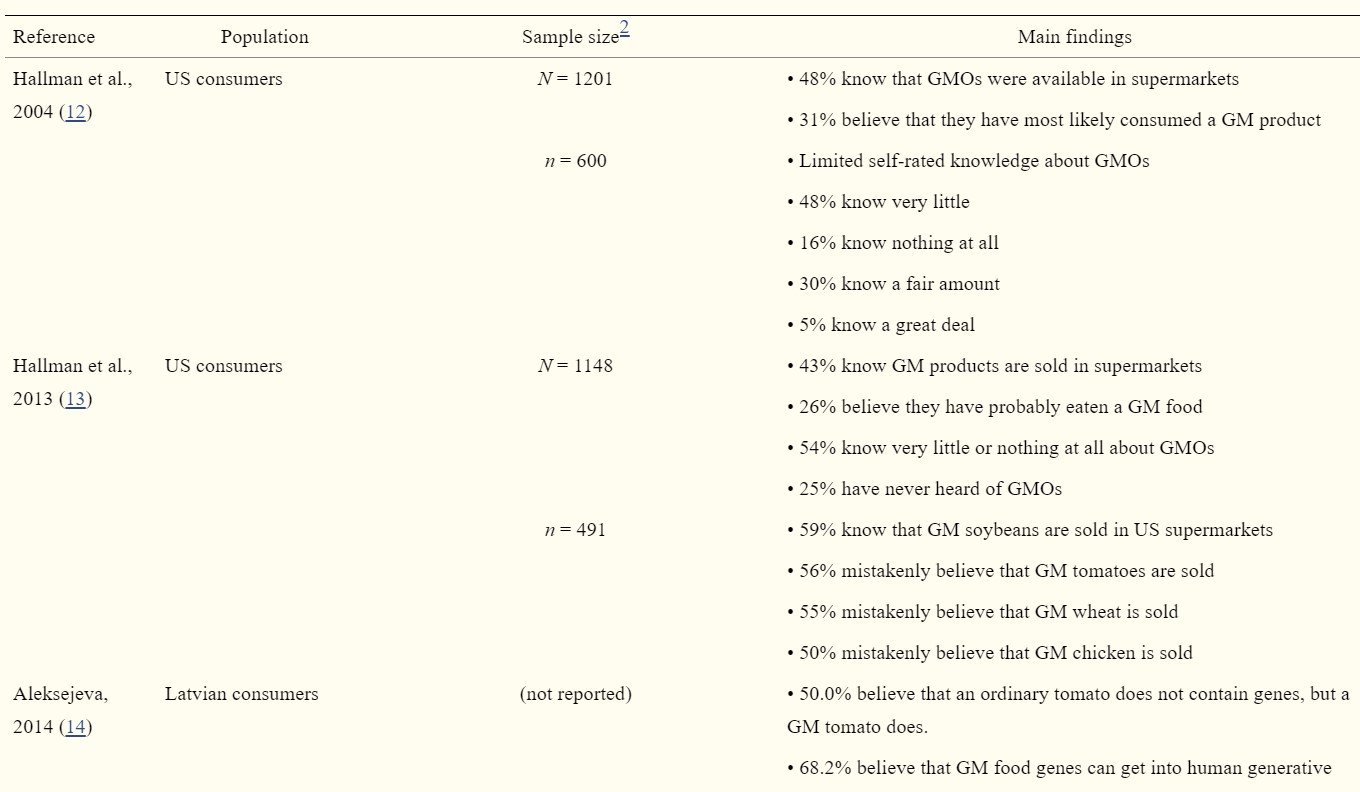 Reference Population Sample size2 Main findings
Hallman et al., US consumers N = 1201 • 48% know that GMOs were available in supermarkets
2004 (12)
• 31% believe that they have most likely consumed a GM product
n = 600 • Limited self-rated knowledge about GMOs
• 48% know very little
• 16% know nothing at all
• 30% know a fair amount
• 5% know a great deal
Hallman et al., US consumers N = 1148 • 43% know GM products are sold in supermarkets
2013 (13)
• 26% believe they have probably eaten a GM food
• 54% know very little or nothing at all about GMOs
• 25% have never heard of GMOs
n = 491 • 59% know that GM soybeans are sold in US supermarkets
• 56% mistakenly believe that GM tomatoes are sold
• 55% mistakenly believe that GM wheat is sold
• 50% mistakenly believe that GM chicken is sold
Aleksejeva, Latvian consumers (not reported) • 50.0% believe that an ordinary tomato does not contain genes, but a
2014 (14) GM tomato does.
• 68.2% believe that GM food genes can get into human generative